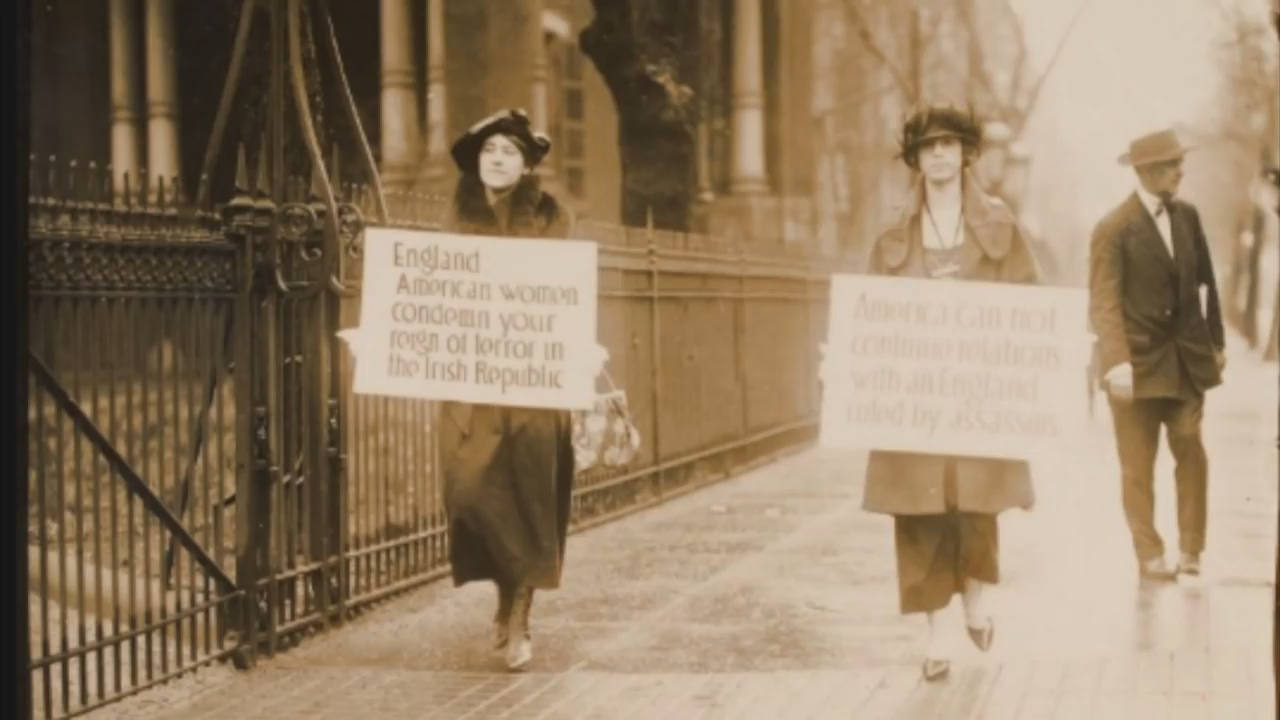 England
American women
condemn your
reign of terror in
the Irish Republic
America can not
continue relations
with an England
ruled by assassins